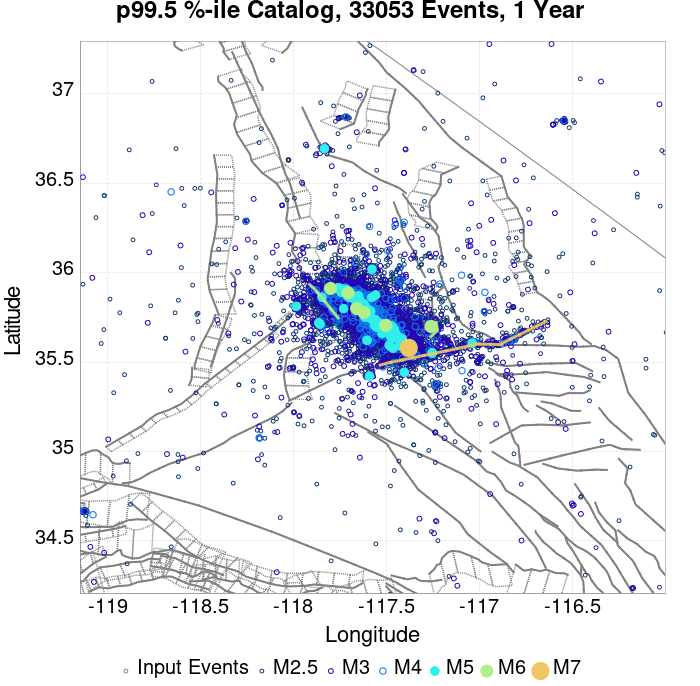 p99.5 %-ile Catalog, 33053 Events, 1 Year
37
36.5
36
35.5
35
34.5
Latitude
-119 -118.5 -118 -117.5 -117 -116.5
Longitude
Input Events M2.5 M3 M4 M5 M6 M7